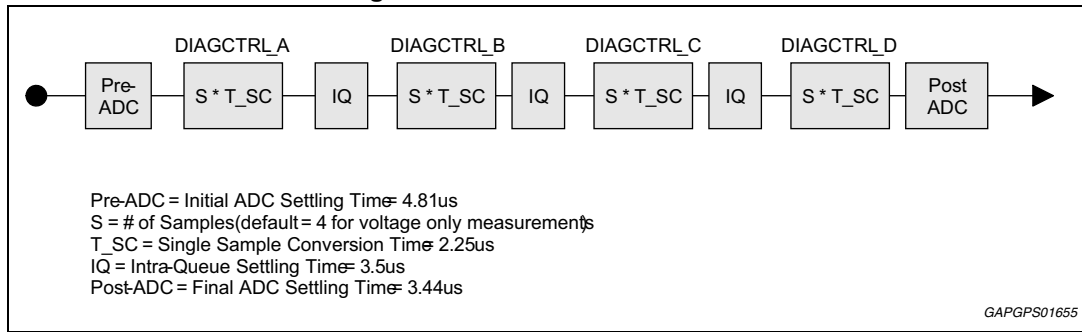 DIAGCTRL_A DIAGCTRL_B DIAGCTRL_C DIAGCTRL_D
Pre-
ADC
S * T_SC
IQ
S * T_SC
IQ
S * T_SC
IQ
S * T_SC
Post
ADC
Pre-ADC = Initial ADC Settling Time= 4.81us
S = # of Samples(default = 4 for voltage only measurements)
T_SC = Single Sample Conversion Time= 2.25us
IQ = Intra-Queue Settling Time= 3.5us
Post-ADC = Final ADC Settling Time= 3.44us
GAPGPS01655